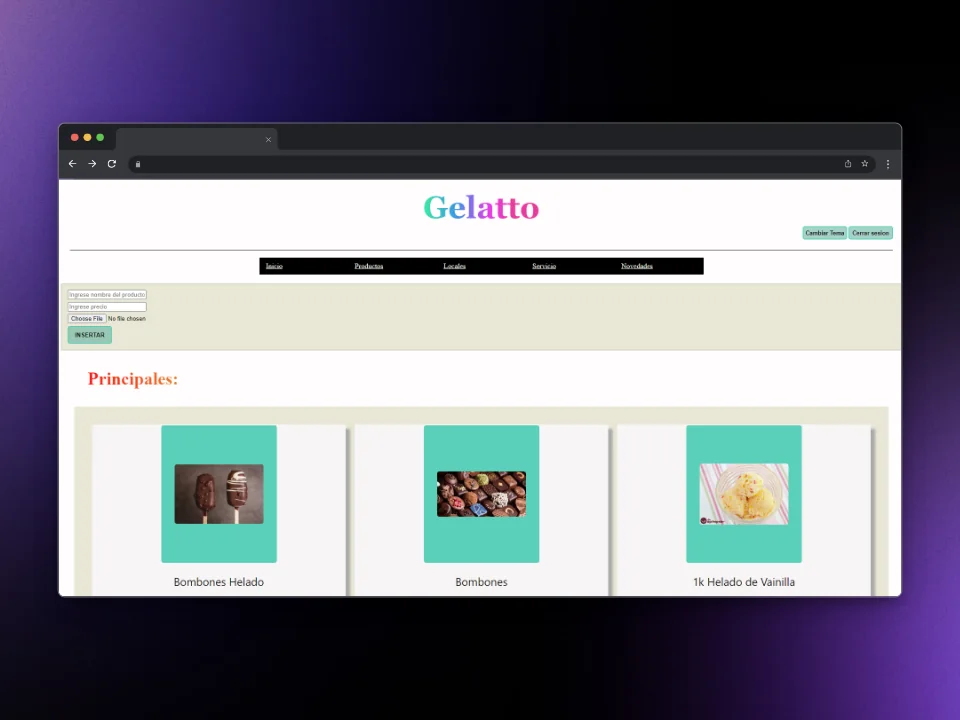 Gelatto
Cambiar Tema Cerrar sesion
Inicio Productos Locales Servicio Novedades
Ingrese nombre del producto
Ingrese precio
Choose File No file chosen
INSERTAR
Principales:
Bombones Helado Bombones 1k Helado de Vainilla